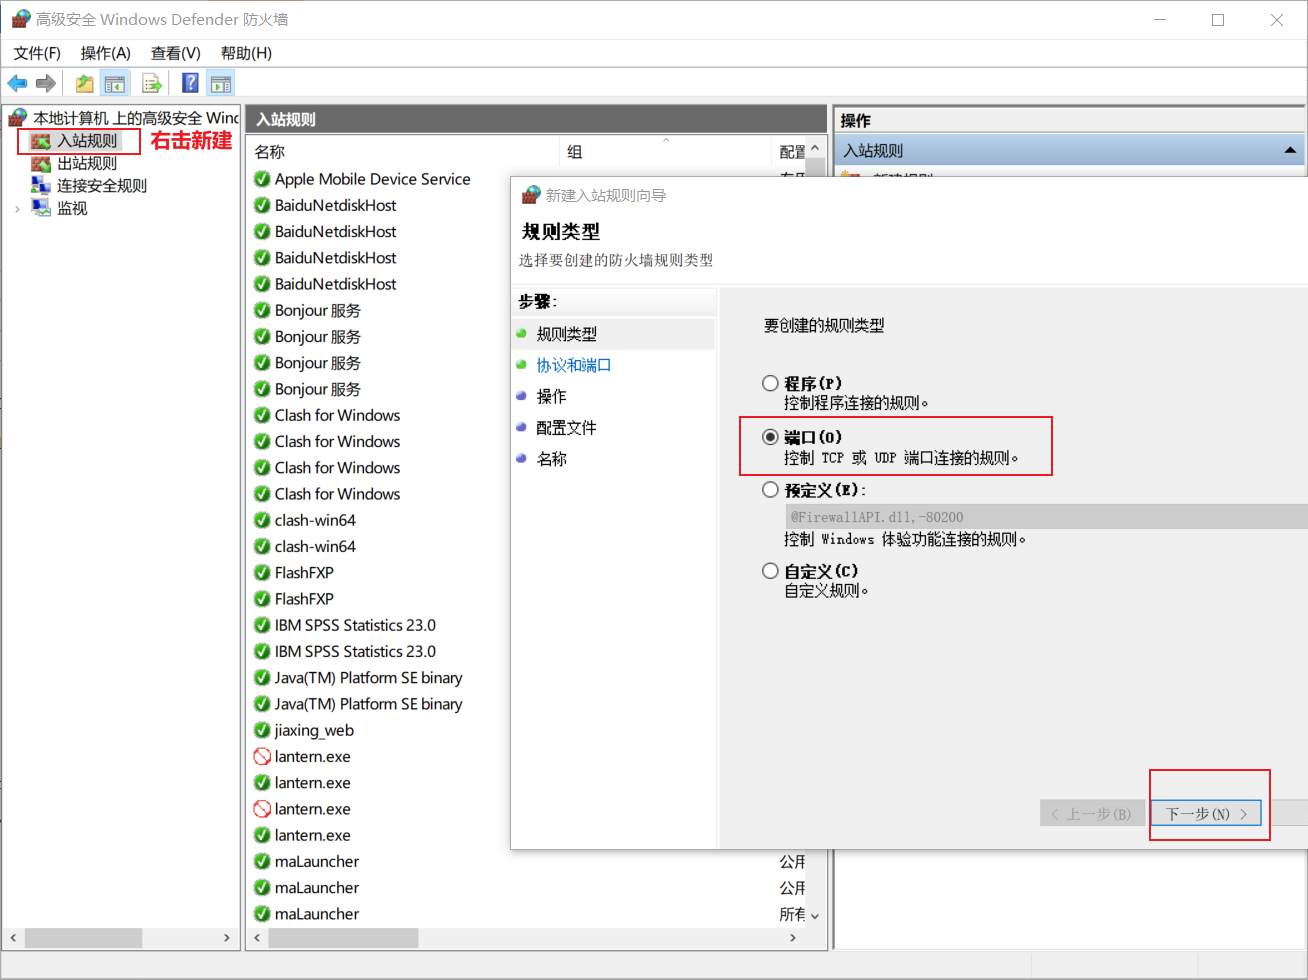 高级安全 Windows Defender 防火墙
文件(F) 操作(A) 查看(V) 帮助(H)
本地计算机 上的高级安全 Wind
入站规则
右击新建
出站规则
连接安全规则
监视
入站规则
名称 组 配置
Apple Mobile Device Service
BaiduNetdiskHost
BaiduNetdiskHost
BaiduNetdiskHost
BaiduNetdiskHost
Bonjour 服务
Bonjour 服务
Bonjour 服务
Bonjour 服务
Clash for Windows
Clash for Windows
Clash for Windows
Clash for Windows
clash-win64
clash-win64
FlashFXP
FlashFXP
IBM SPSS Statistics 23.0
IBM SPSS Statistics 23.0
Java(TM) Platform SE binary
Java(TM) Platform SE binary
jiaxing_web
lantern.exe
lantern.exe
lantern.exe
lantern.exe
maLauncher 公用
maLauncher 公用
maLauncher 所有
操作
入站规则
新建规则
新建入站规则向导
规则类型
选择要创建的防火墙规则类型
步骤:
规则类型
协议和端口
操作
配置文件
名称
要创建的规则类型
程序(P)
控制程序连接的规则。
端口(O)
控制 TCP 或 UDP 端口连接的规则。
预定义(E):
@FirewallAPI.dll,-80200
控制 Windows 体验功能连接的规则。
自定义(C)
自定义规则。
< 上一步(B)
下一步(N) >